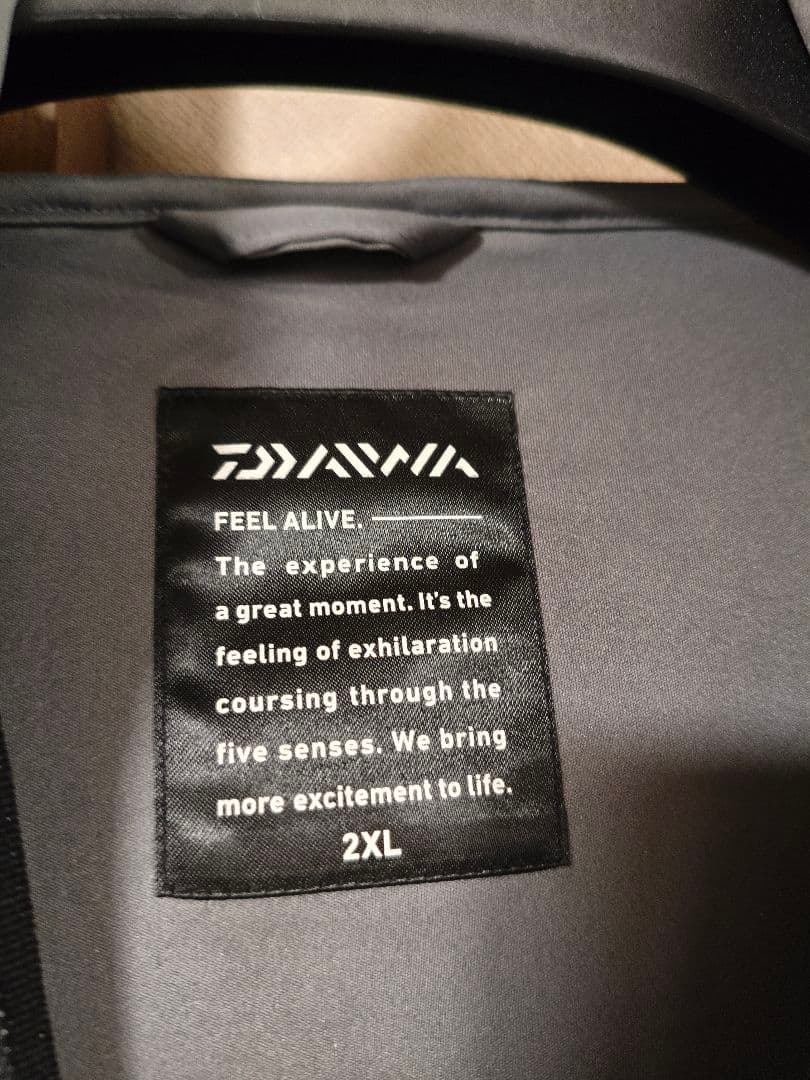 DAIWA
FEEL ALIVE.
The experience of
a great moment. It's the
feeling of exhilaration
coursing through the
five senses. We bring
more excitement to life.
2XL